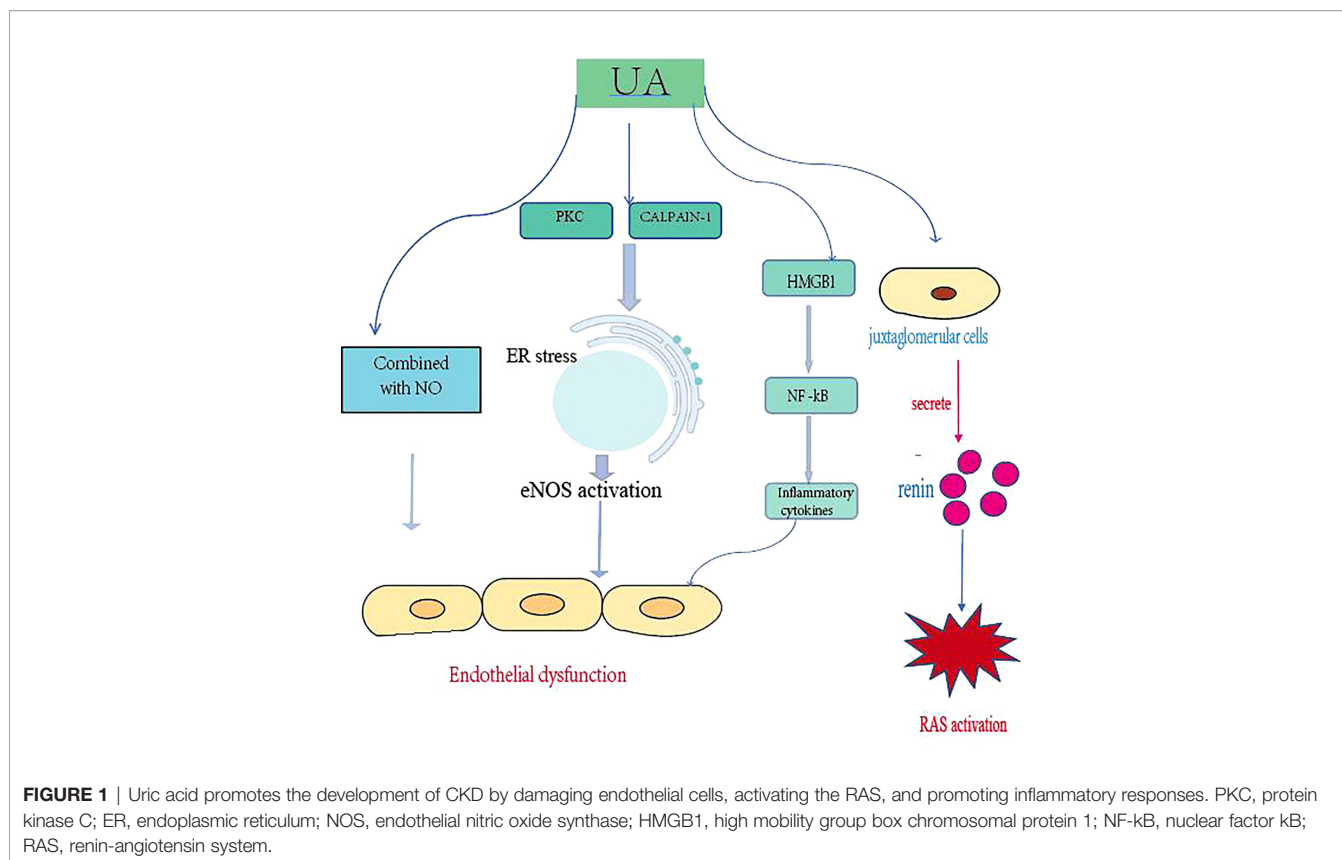 UA
PKC
CALPAIN-1
HMGB1
juxtaglomerular cells
ER stress
Combined
with NO
NF-kB
secrete
renin
eNOS activation
Inflammatory
cytokines
Endothelial dysfunction
RAS activation
FIGURE 1 | Uric acid promotes the development of CKD by damaging endothelial cells, activating the RAS, and promoting inflammatory responses. PKC, protein
kinase C; ER, endoplasmic reticulum; NOS, endothelial nitric oxide synthase; HMGB1, high mobility group box chromosomal protein 1; NF-kB, nuclear factor kB;
RAS, renin-angiotensin system.